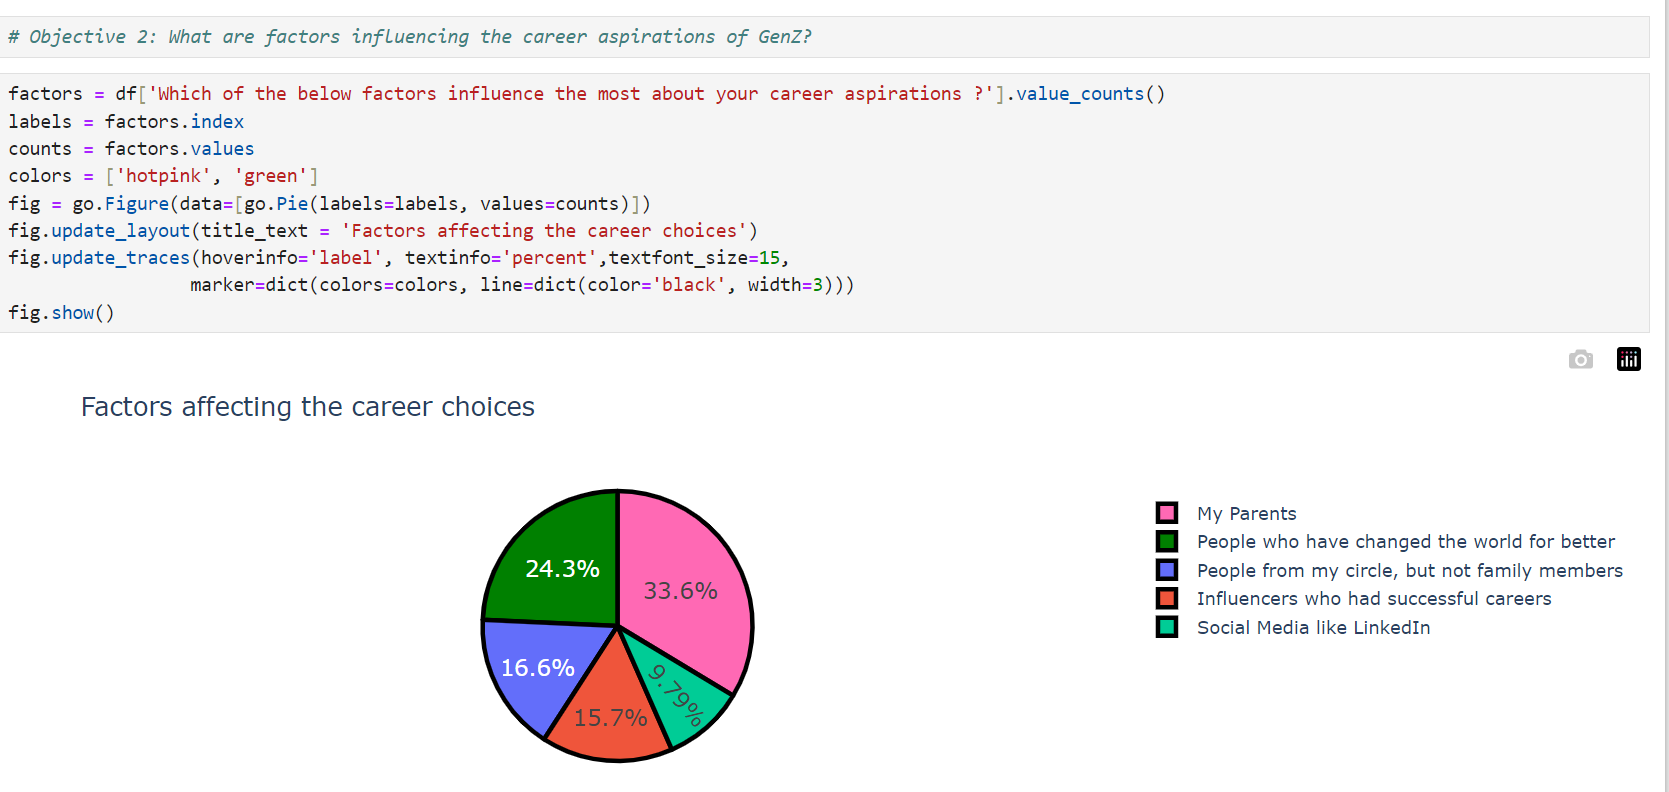 # Objective 2: What are factors influencing the career aspirations of GenZ?
factors = df['Which of the below factors influence the most about your career aspirations ?'].value_counts()
labels = factors.index
counts = factors.values
colors = ['hotpink', 'green']
fig = go.Figure(data=[go.Pie(labels=labels, values=counts)])
fig.update_layout(title_text = 'Factors affecting the career choices')
fig.update_traces(hoverinfo='label', textinfo='percent',textfont_size=15,
                 marker=dict(colors=colors, line=dict(color='black', width=3)))
fig.show()
Factors affecting the career choices
24.3%
33.6%
16.6%
15.7%
9.79%
My Parents
People who have changed the world for better
People from my circle, but not family members
Influencers who had successful careers
Social Media like LinkedIn